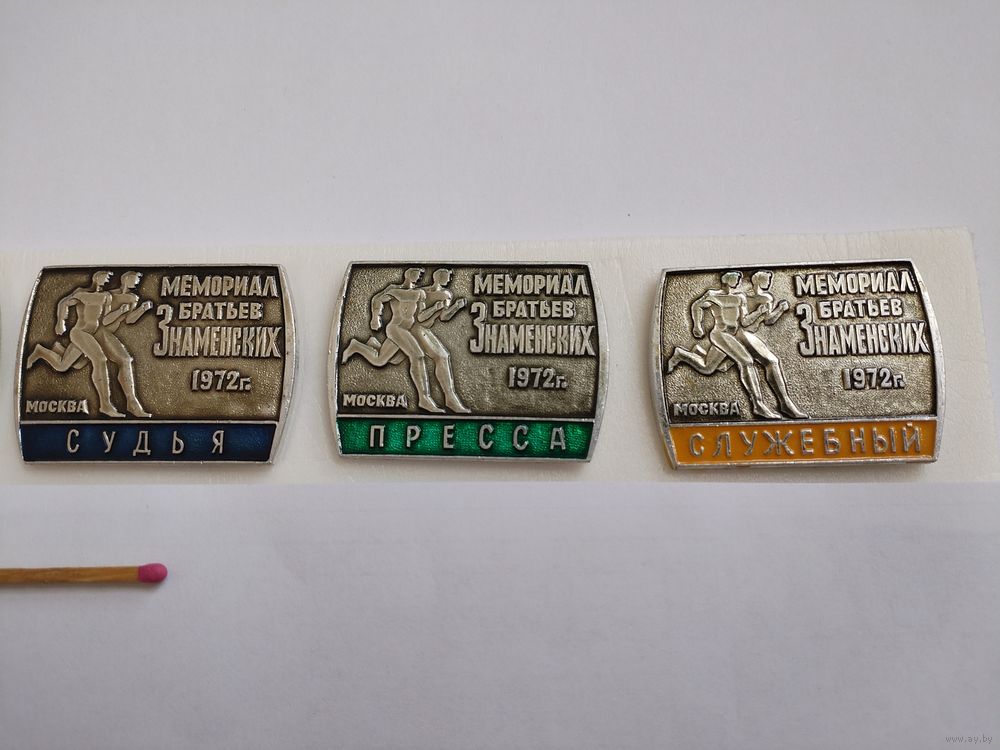 МЕМОРИАЛ
БРАТЬЕВ
ЗНАМЕНСКИХ
1972г.
МОСКВА
СУДЬЯ
МЕМОРИАЛ
БРАТЬЕВ
ЗНАМЕНСКИХ
1972г.
МОСКВА
ПРЕССА
МЕМОРИАЛ
БРАТЬЕВ
ЗНАМЕНСКИХ
1972г.
МОСКВА
СЛУЖЕБНЫЙ
www.ay.by